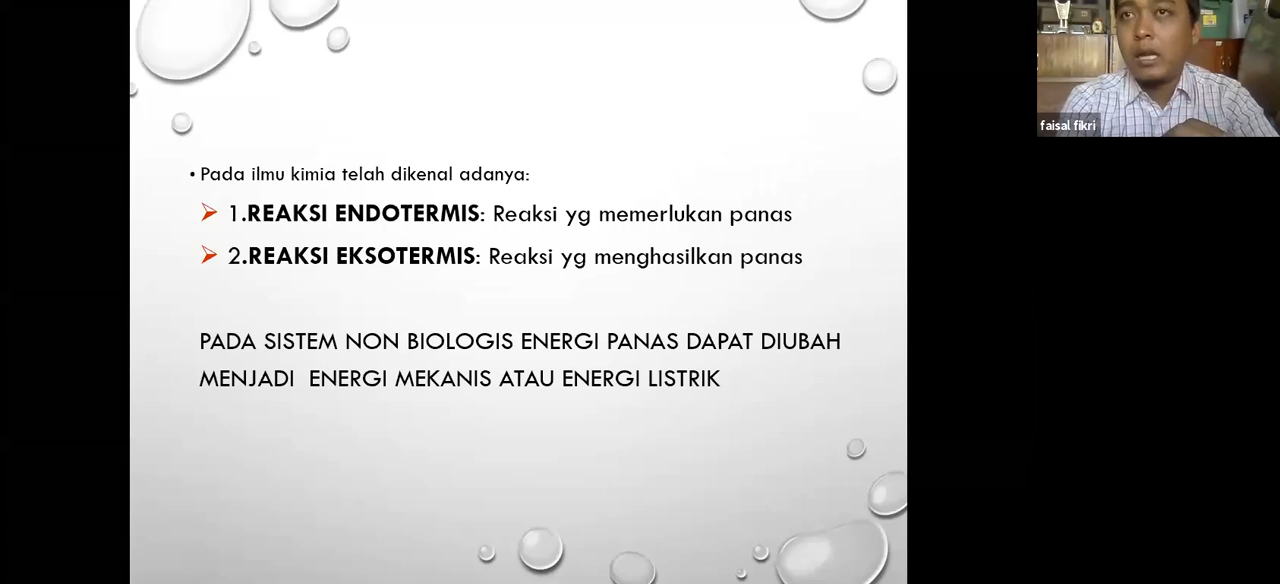 • Pada ilmu kimia telah dikenal adanya:
1.REAKSI ENDOTERMIS: Reaksi yg memerlukan panas
2.REAKSI EKSOTERMIS: Reaksi yg menghasilkan panas
PADA SISTEM NON BIOLOGIS ENERGI PANAS DAPAT DIUBAH
MENJADI ENERGI MEKANIS ATAU ENERGI LISTRIK
faisal fikri